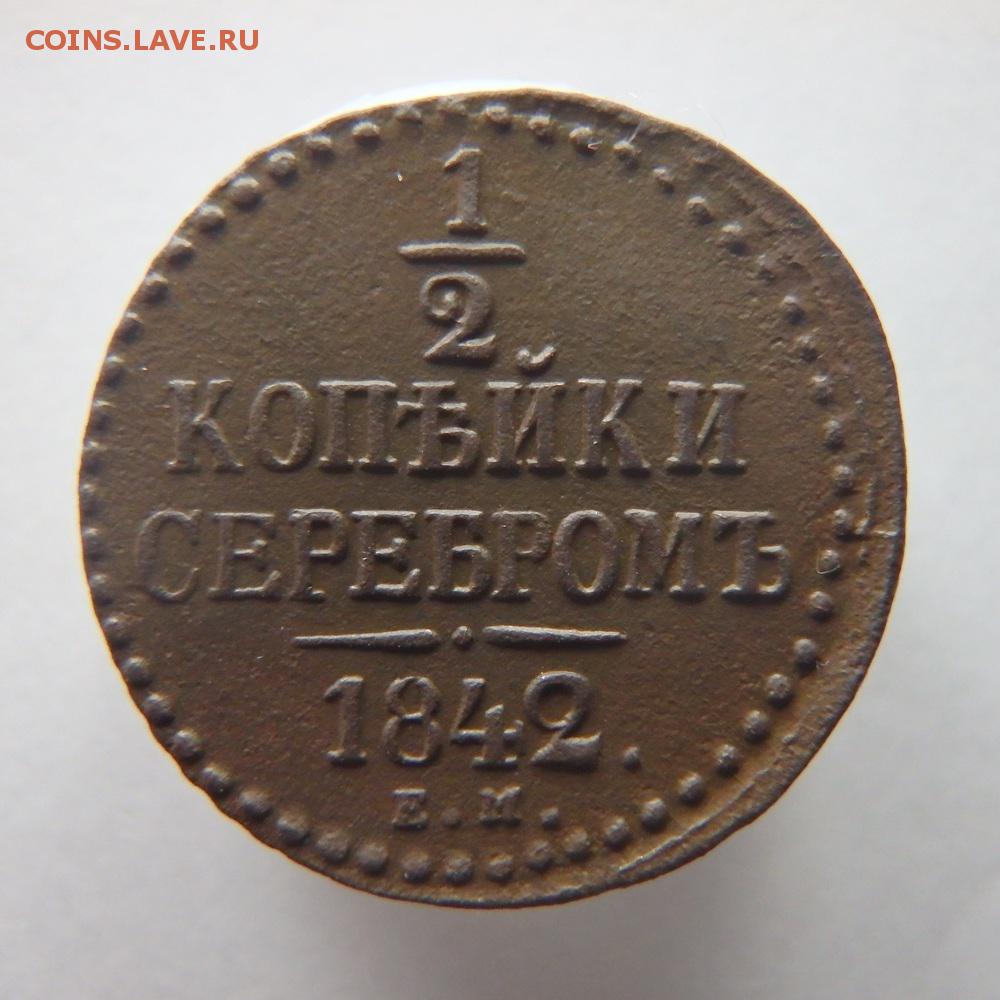 COINS.LAVE.RU
1
2
КОПѢЙКИ
СЕРЕБРОМЪ
1842.
Е.М.